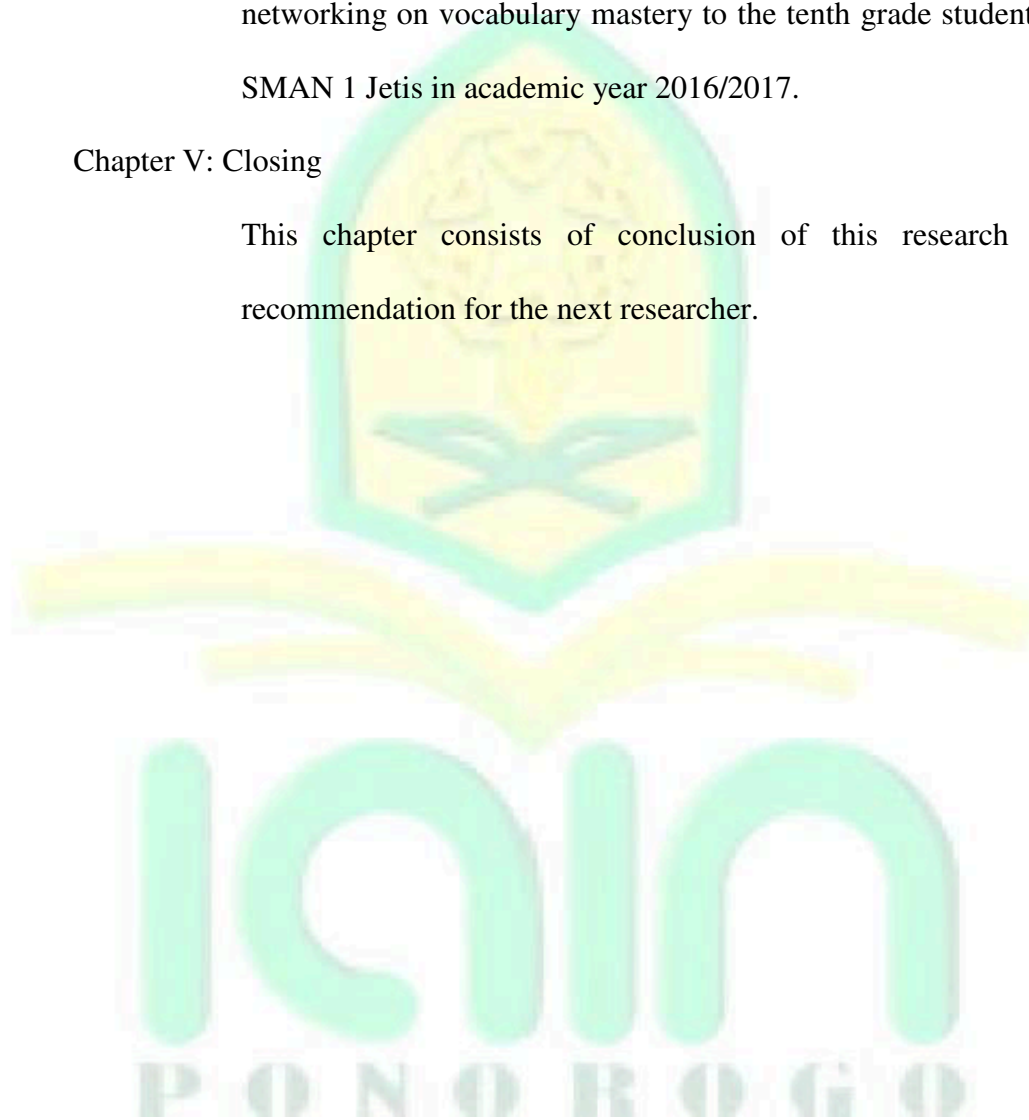 networking on vocabulary mastery to the tenth grade student
SMAN 1 Jetis in academic year 2016/2017.
Chapter V: Closing
This chapter consists of conclusion of this research
recommendation for the next researcher.
iain
PONOROGO